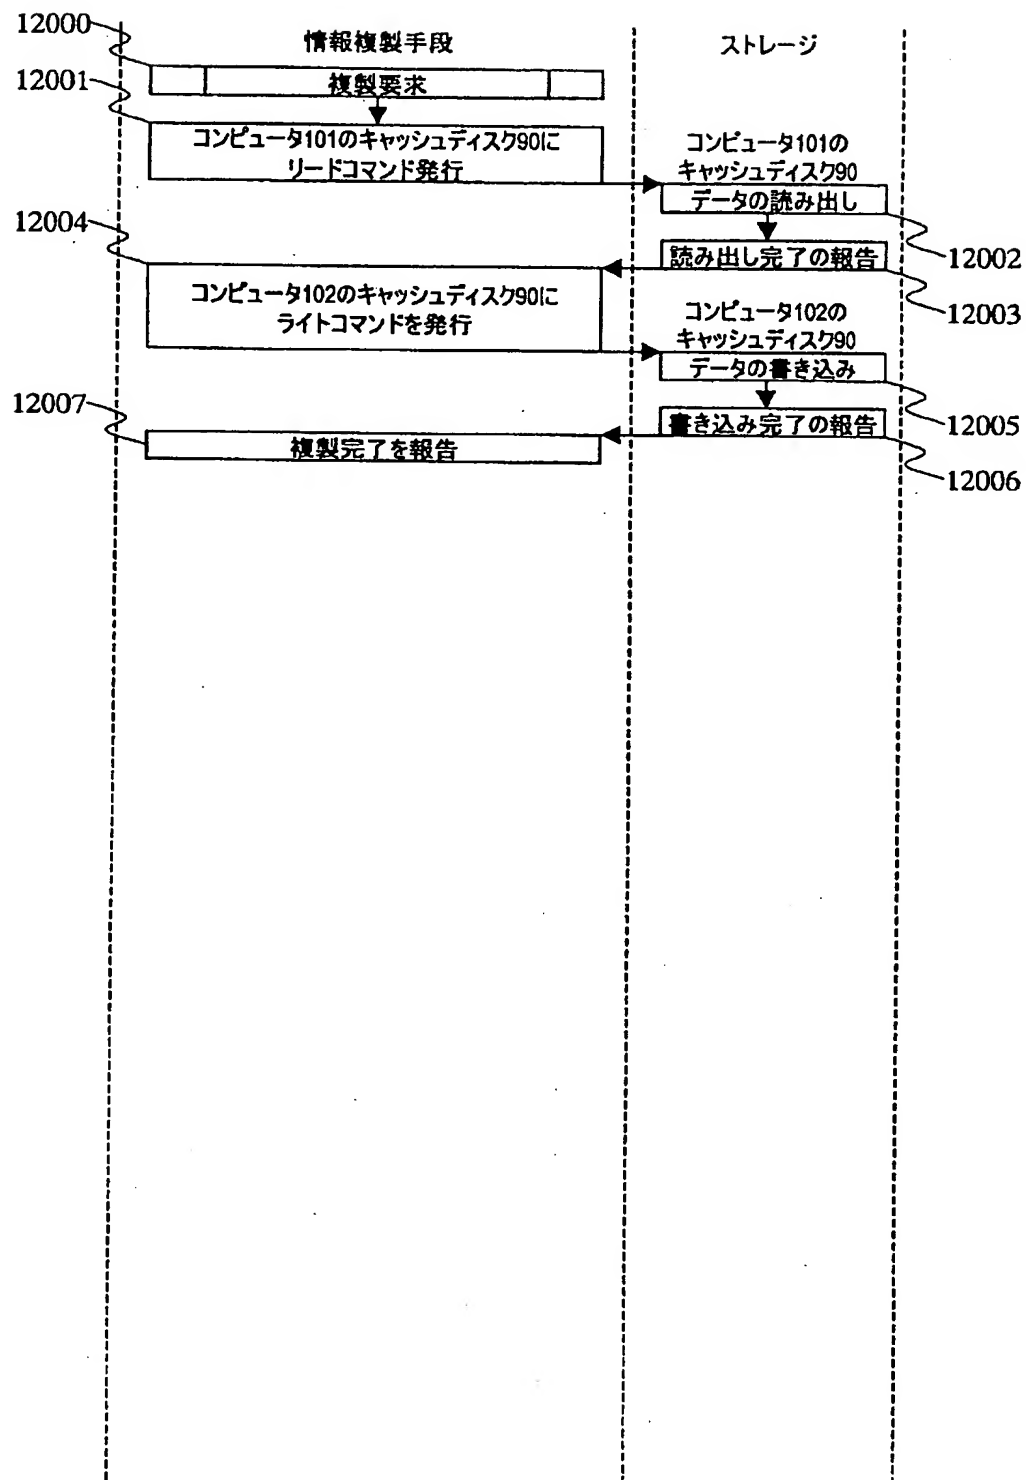 12000
情報複製手段
ストレージ
12001
複製要求
コンピュータ101のキャッシュディスク90に
リードコマンド発行
コンピュータ101の
キャッシュディスク90
データの読み出し
12002
12004
読み出し完了の報告
12003
コンピュータ102のキャッシュディスク90に
ライトコマンドを発行
コンピュータ102の
キャッシュディスク90
データの書き込み
12005
12007
書き込み完了の報告
12006
複製完了を報告